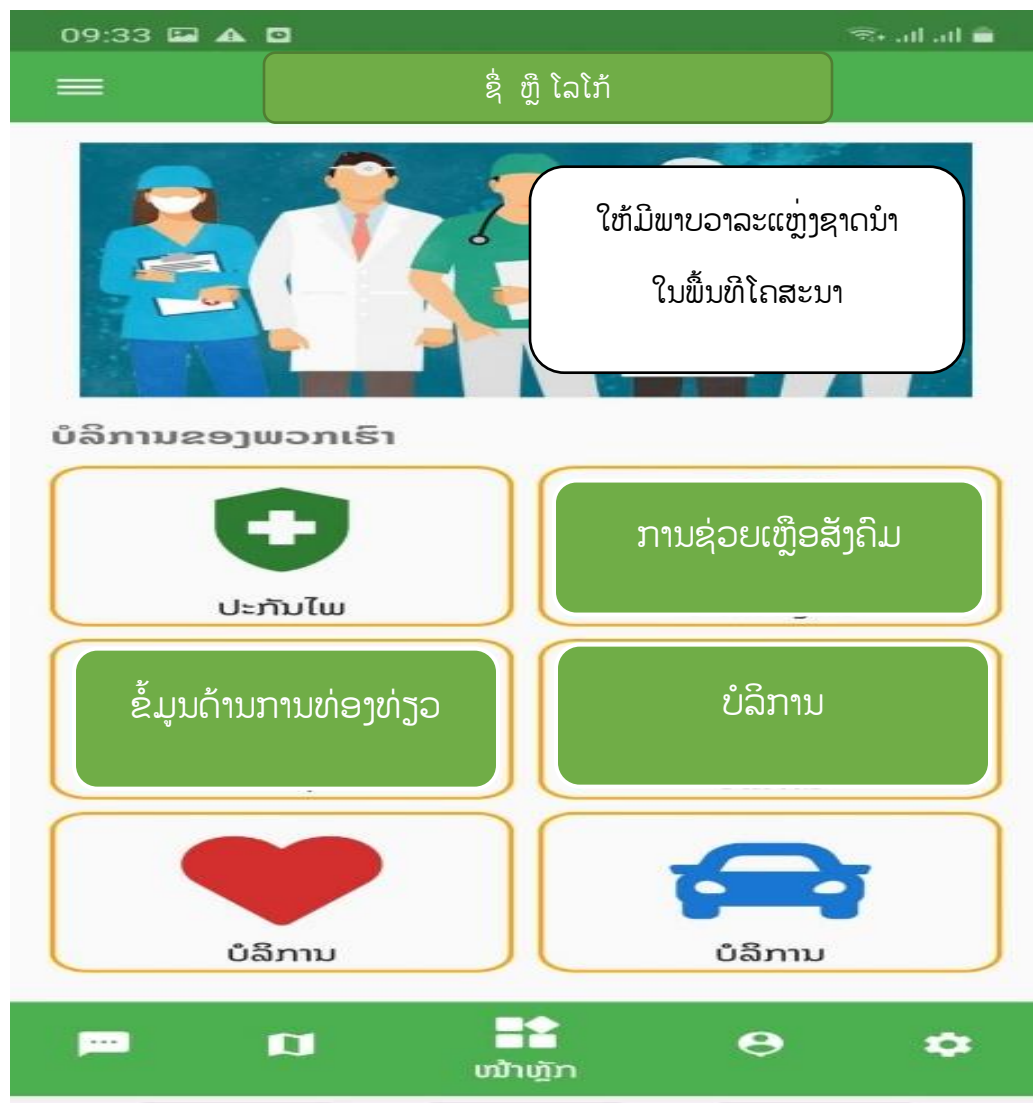 09:33
ຊື່ ຫຼື ໂລໂກ້
ໃຫ້ມີພາບວາລະແຫຼ່ງຊາດນຳ
ໃນພື້ນທີໂຄສະນາ
ບໍລິການຂອງພວກເຮົາ
ປະກັນໄພ
ການຊ່ວຍເຫຼືອສັງຄົມ
ຂໍ້ມູນດ້ານການທ່ອງທ່ຽວ
ບໍລິການ
ບໍລິການ
ບໍລິການ
ໜ້າຫຼັກ